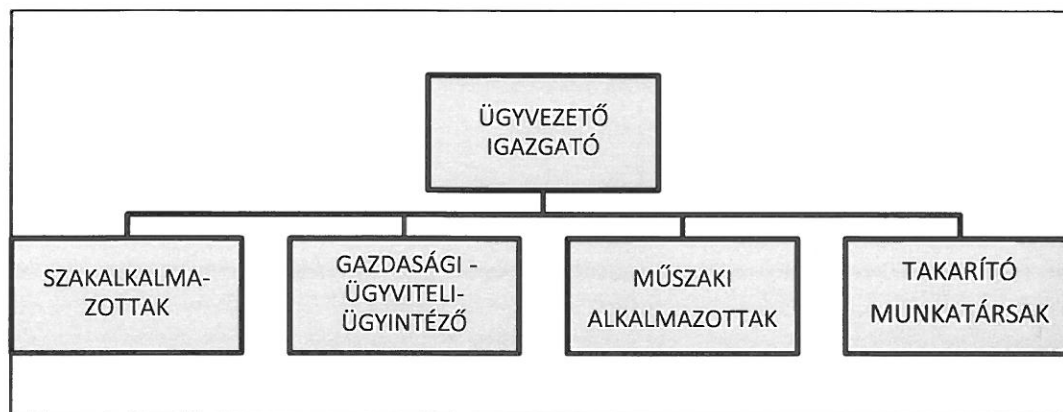 ÜGYVEZETŐ
IGAZGATÓ
SZAKALKALMA-
ZOTTAK
GAZDASÁGI -
ÜGYVITELI-
ÜGYINTÉZŐ
MŰSZAKI
ALKALMAZOTTAK
TAKARÍTÓ
MUNKATÁRSAK